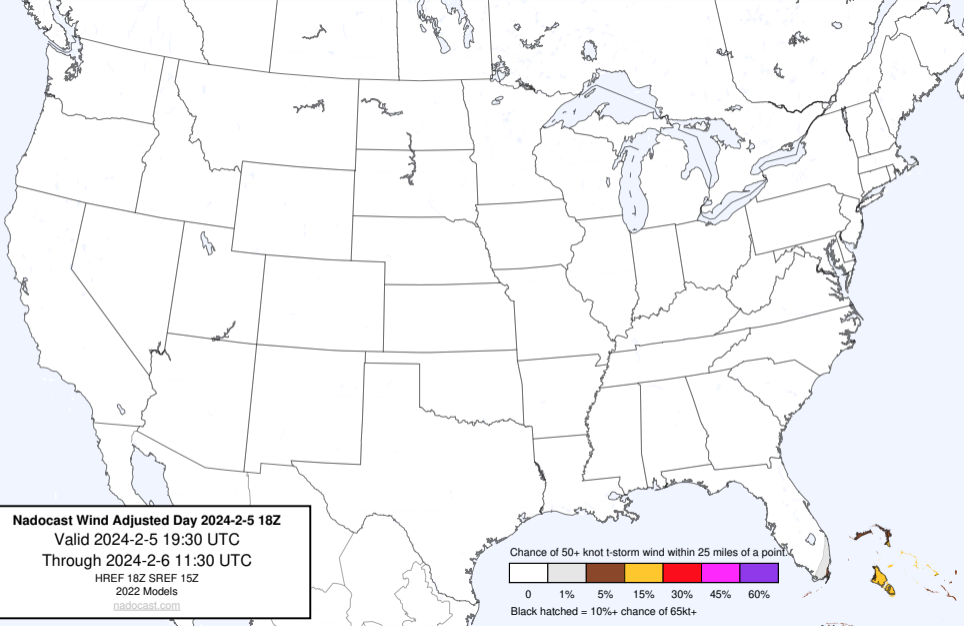 Nadocast Wind Adjusted Day 2024-2-5 18Z
Valid 2024-2-5 19:30 UTC
Through 2024-2-6 11:30 UTC
HREF 18Z SREF 15Z
2022 Models
nadocast.com
Chance of 50+ knot t-storm wind within 25 miles of a point.
0 1% 5% 15% 30% 45% 60%
Black hatched = 10%+ chance of 65kt+